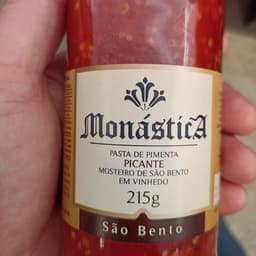 MonásticA
PASTA DE PIMENTA
PICANTE
MOSTEIRO DE SÃO BENTO
EM VINHEDO
215g
São Bento